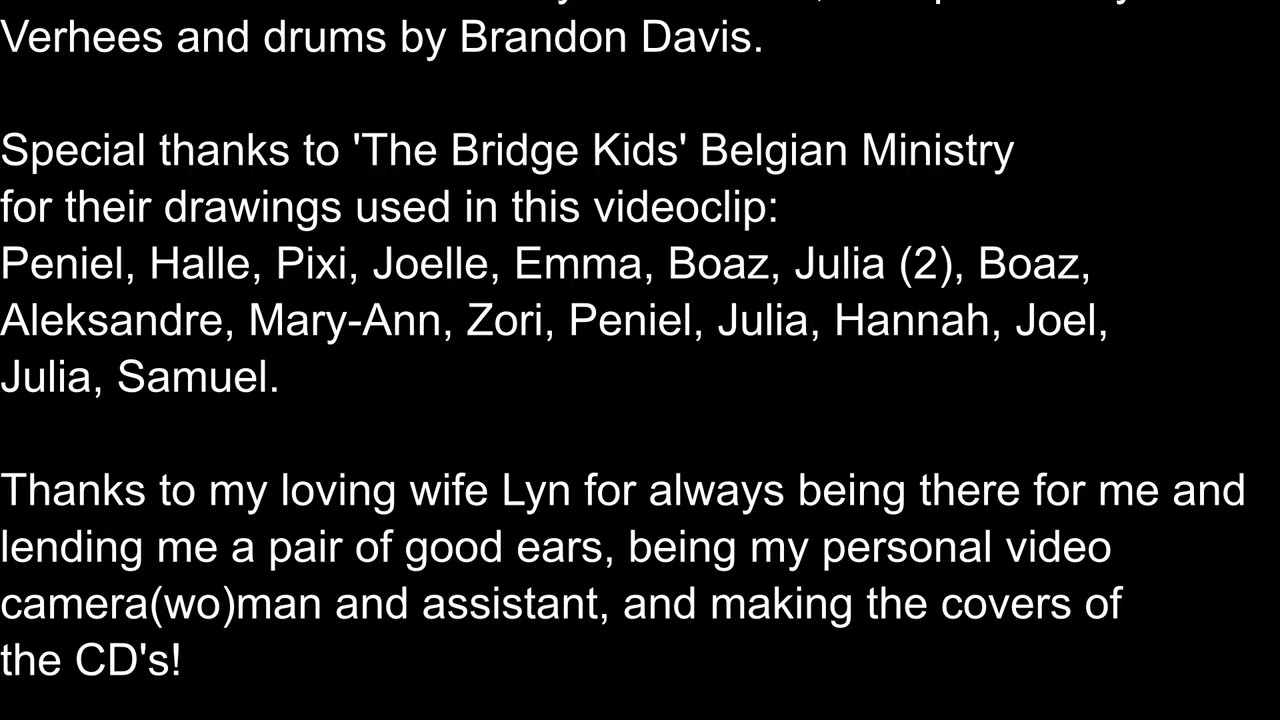 Verhees and drums by Brandon Davis.
Special thanks to 'The Bridge Kids' Belgian Ministry
for their drawings used in this videoclip:
Peniel, Halle, Pixi, Joelle, Emma, Boaz, Julia (2), Boaz,
Aleksandre, Mary-Ann, Zori, Peniel, Julia, Hannah, Joel,
Julia, Samuel.
Thanks to my loving wife Lyn for always being there for me and
lending me a pair of good ears, being my personal video
camera(wo)man and assistant, and making the covers of
the CD's!